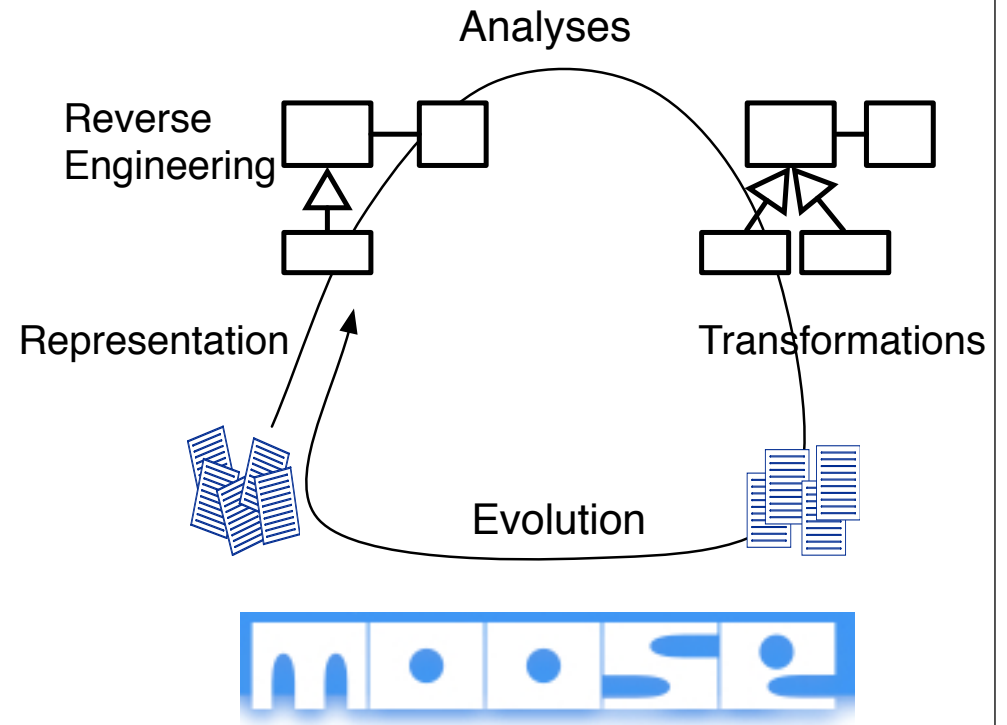 Analyses
Reverse
Engineering
Representation
Transformations
Evolution
moose